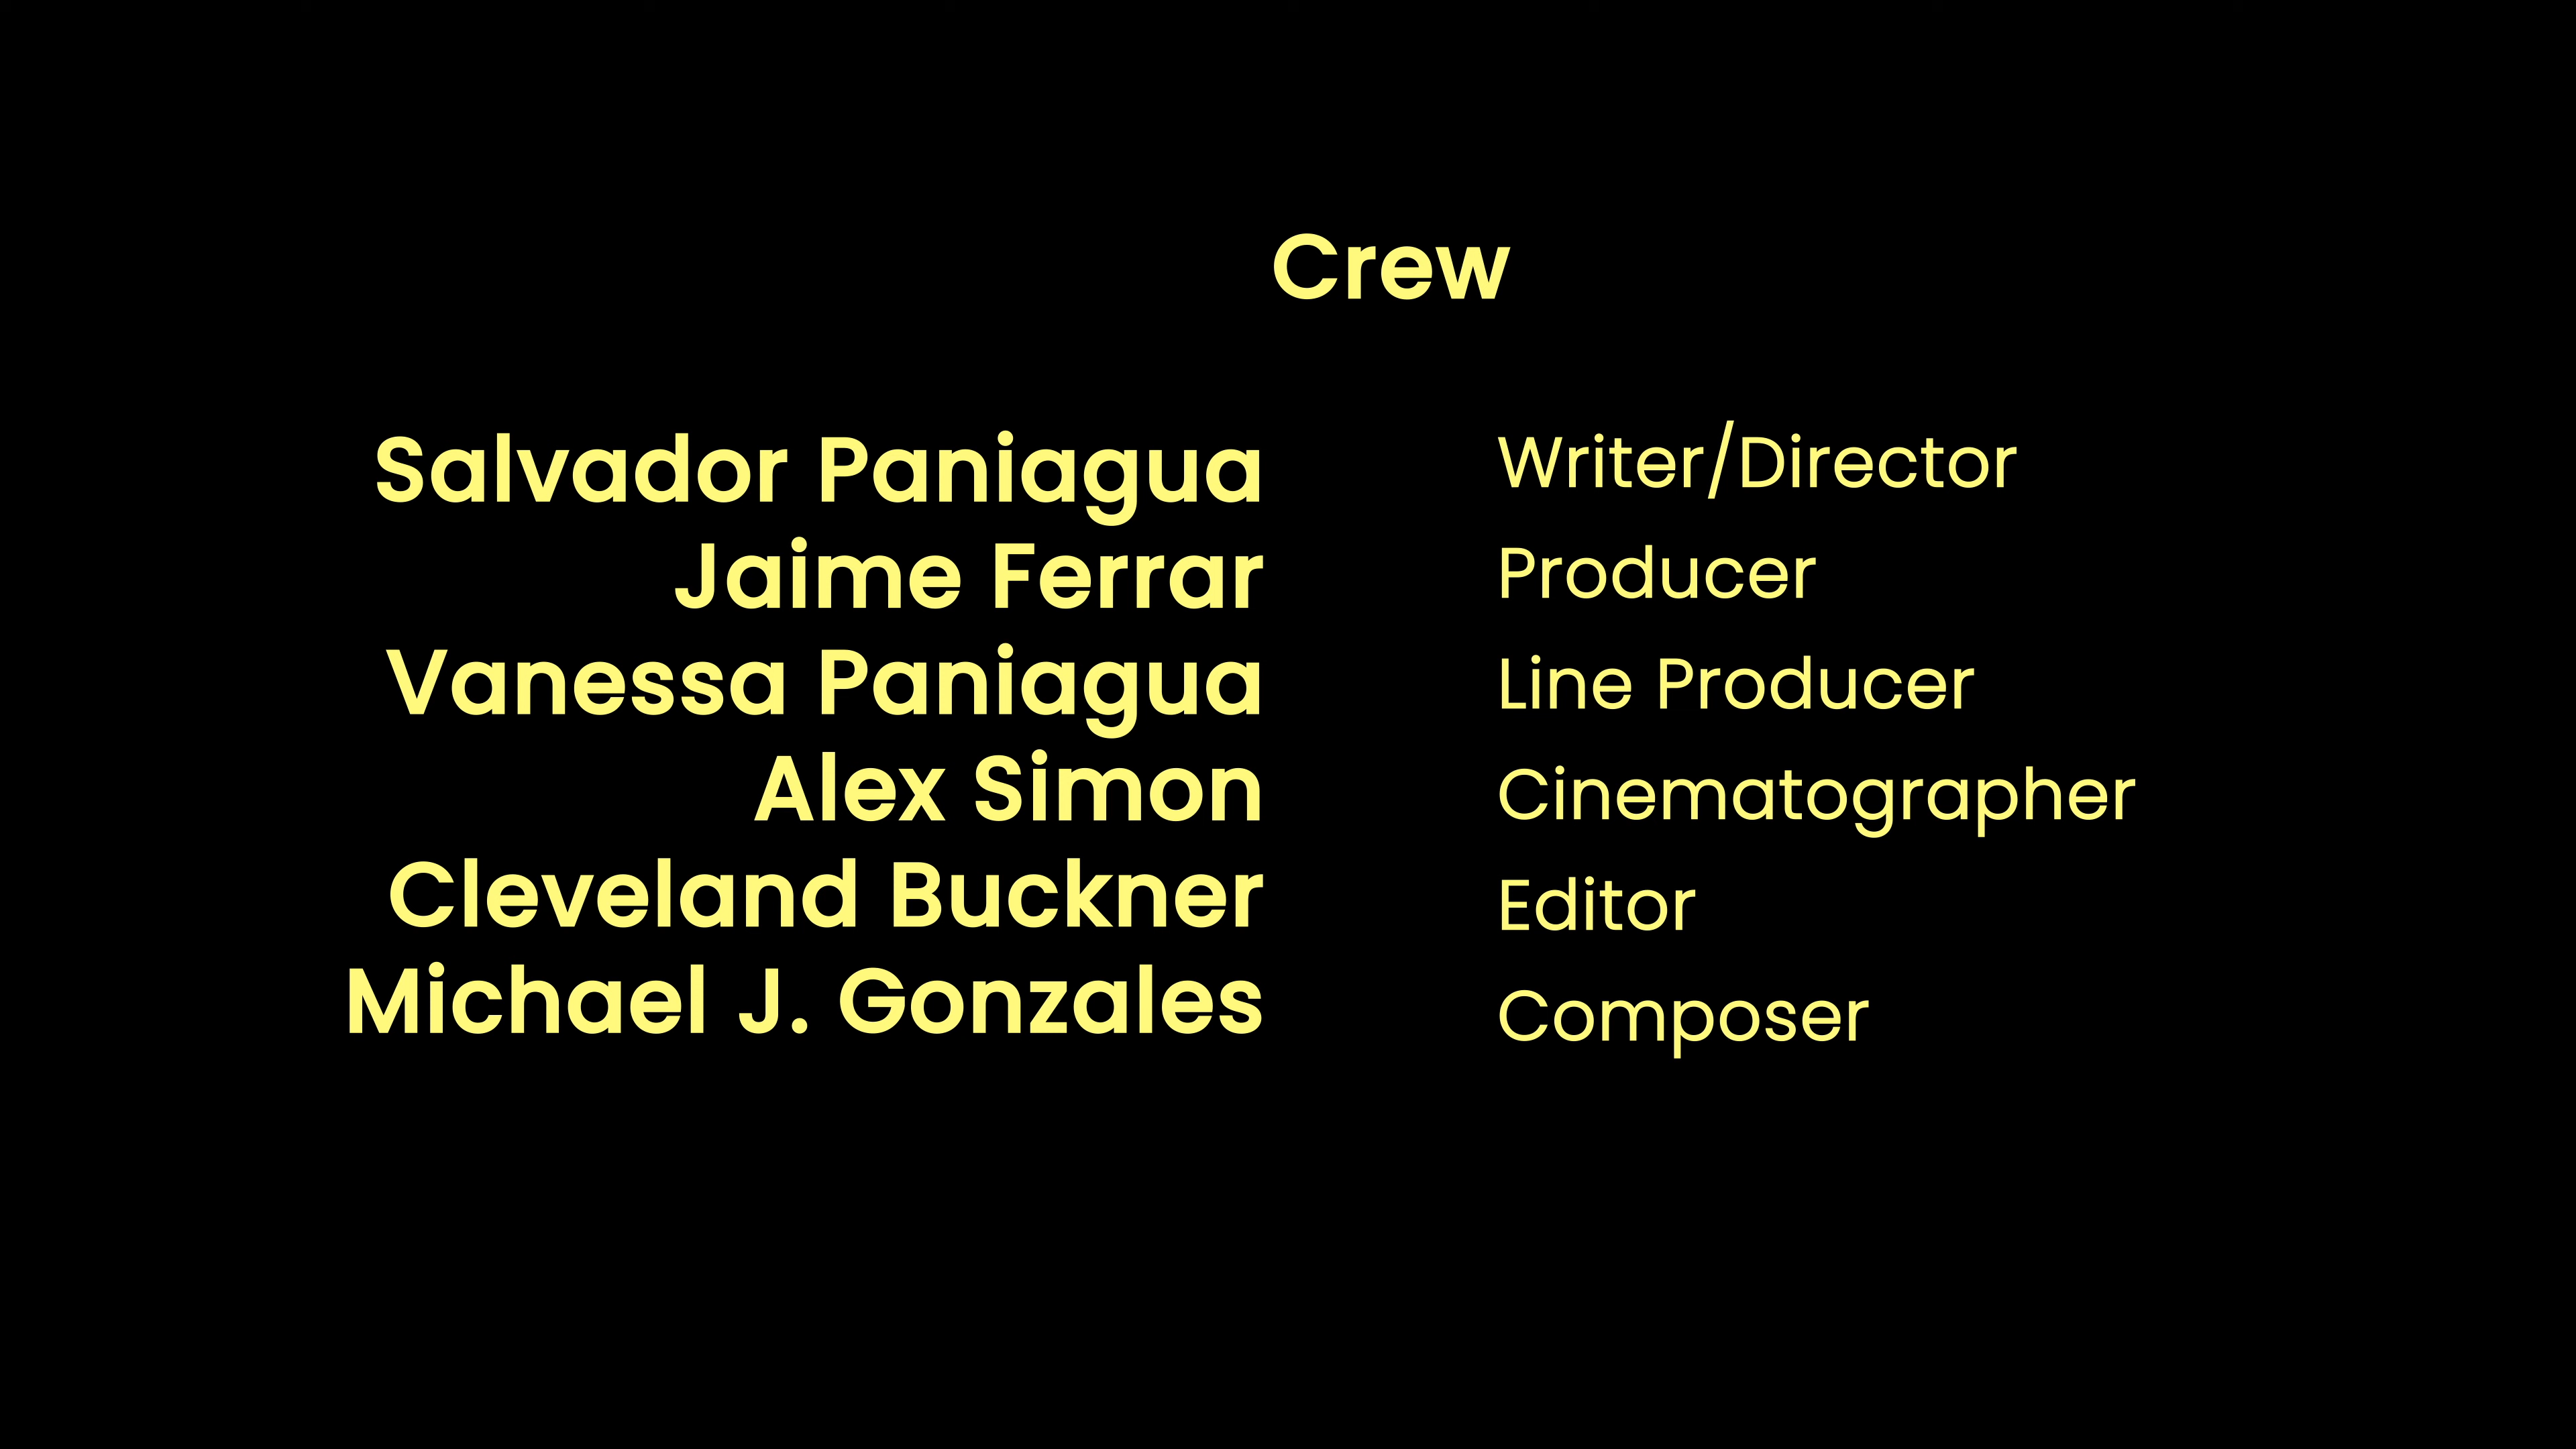 Crew
Salvador Paniagua Writer/Director
Jaime Ferrar Producer
Vanessa Paniagua Line Producer
Alex Simon Cinematographer
Cleveland Buckner Editor
Michael J. Gonzales Composer